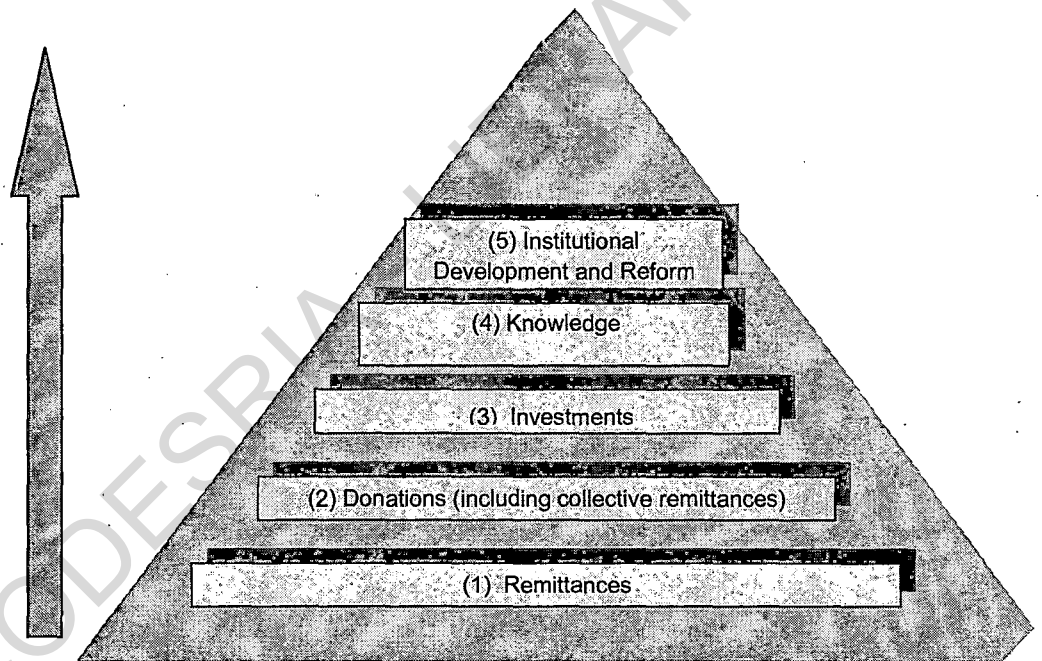 (5) Institutional
Development and Reform
(4) Knowledge
(3) Investments
(2) Donations (including collective remittances)
(1) Remittances